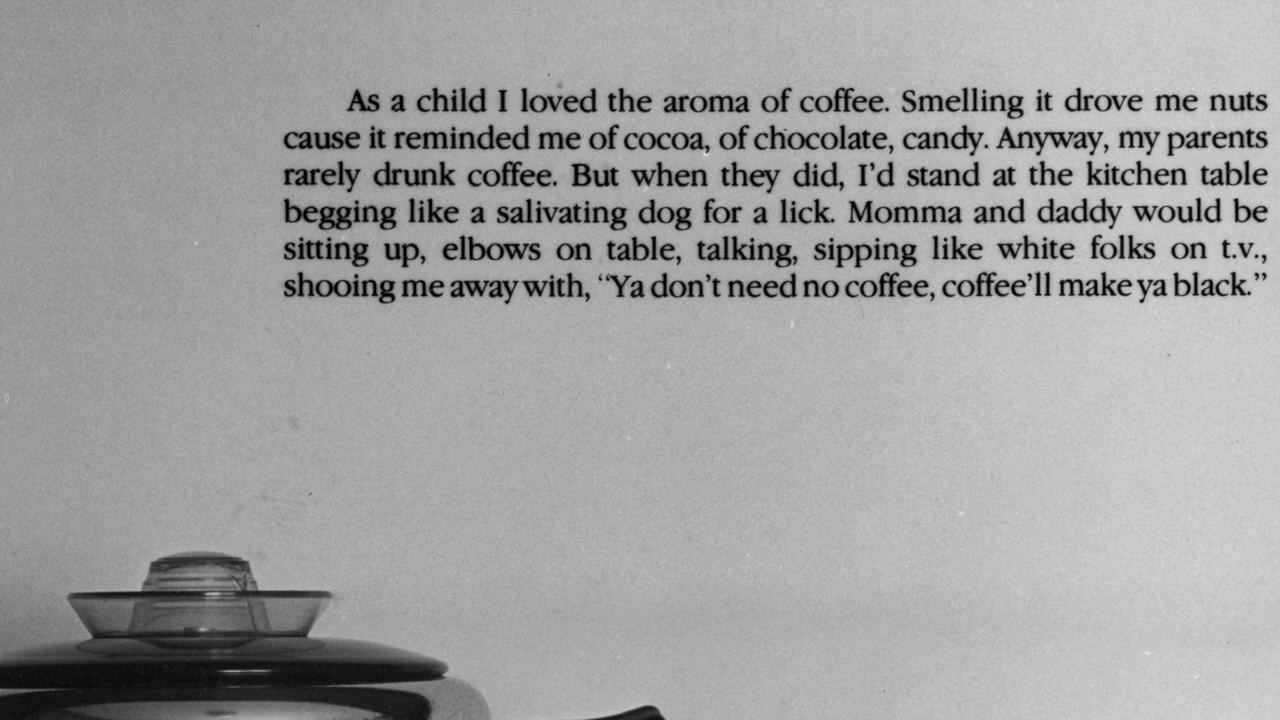 As a child I loved the aroma of coffee. Smelling it drove me nuts
cause it reminded me of cocoa, of chocolate, candy. Anyway, my parents
rarely drunk coffee. But when they did, I'd stand at the kitchen table
begging like a salivating dog for a lick. Momma and daddy would be
sitting up, elbows on table, talking, sipping like white folks on t.v.,
shooing me away with, “Ya don't need no coffee, coffee'll make ya black.”